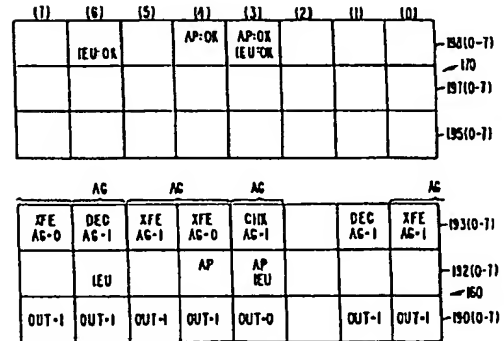 (7) (6) (5) (4) (3) (2) (1) (0)
AP:OK AP:OK
IEU:OK IEU:OK
198(0-7)
170
197(0-7)
195(0-7)
AG AG AG AG
XFE DEC XFE XFE CHK DEC XFE
AG-0 AG-1 AG-1 AG-0 AG-1 AG-1 AG-1
193(0-7)
IEU AP AP IEU
192(0-7)
160
OUT-1 OUT-1 OUT-1 OUT-1 OUT-0 OUT-1 OUT-1
190(0-7)